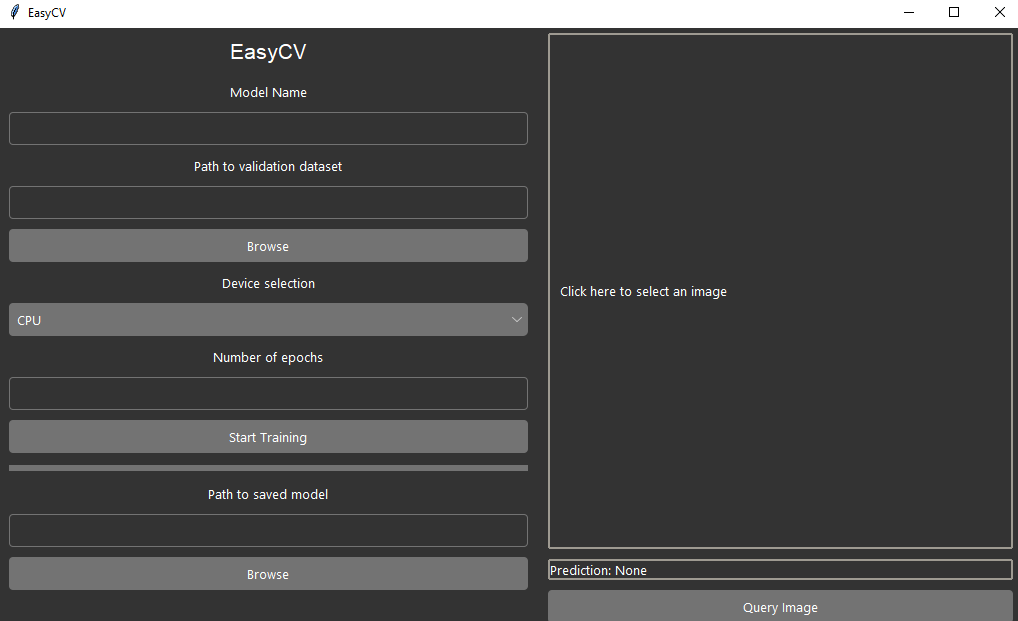 EasyCV
EasyCV
Model Name
Path to validation dataset
Browse
Device selection
CPU
Number of epochs
Start Training
Path to saved model
Browse
Click here to select an image
Prediction: None
Query Image